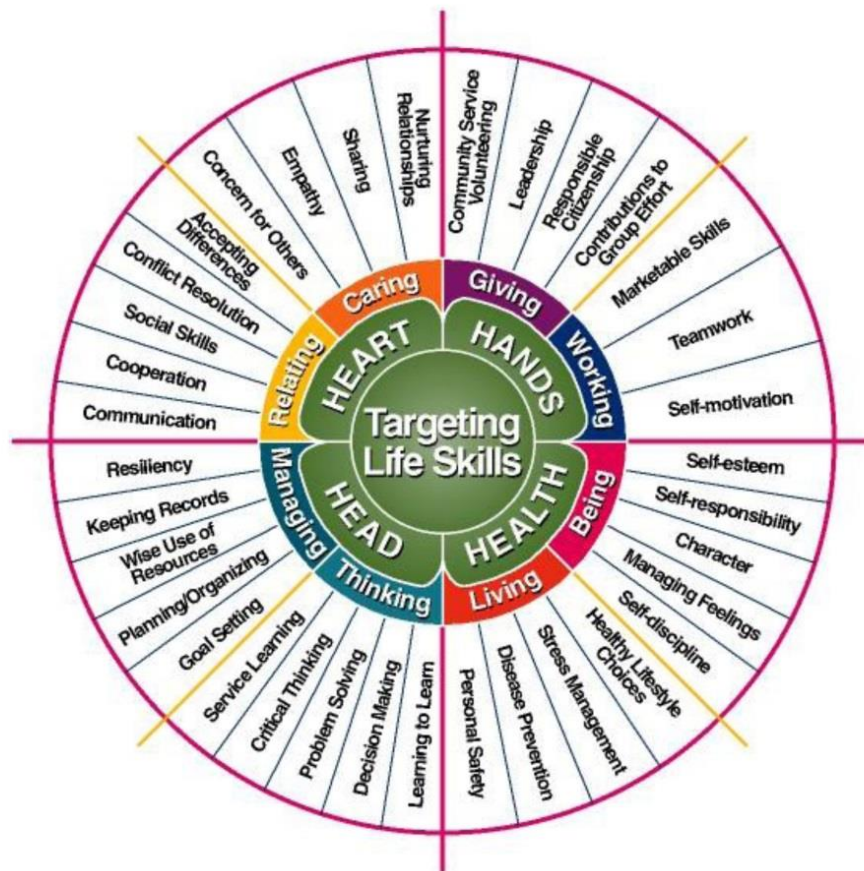 Targeting
Life Skills
HEART
HANDS
HEALTH
HEAD
Caring
Giving
Working
Being
Living
Thinking
Managing
Relating
Community Service
Volunteering
Leadership
Responsible
Citizenship
Contributions to
Group Effort
Marketable Skills
Teamwork
Self-motivation
Self-esteem
Self-responsibility
Character
Managing Feelings
Self-discipline
Healthy Lifestyle
Choices
Stress Management
Disease Prevention
Personal Safety
Learning to Learn
Decision Making
Problem Solving
Critical Thinking
Service Learning
Goal Setting
Planning/Organizing
Wise Use of
Resources
Keeping Records
Resiliency
Communication
Cooperation
Social Skills
Conflict Resolution
Accepting
Differences
Concern for Others
Empathy
Sharing
Nurturing
Relationships